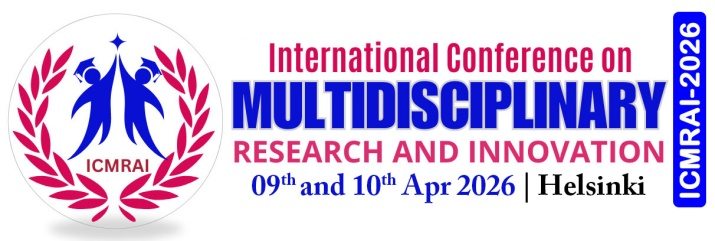 ICMRAI
International Conference on
MULTIDISCIPLINARY
RESEARCH AND INNOVATION
09th and 10th Apr 2026 | Helsinki
ICMRAI-2026